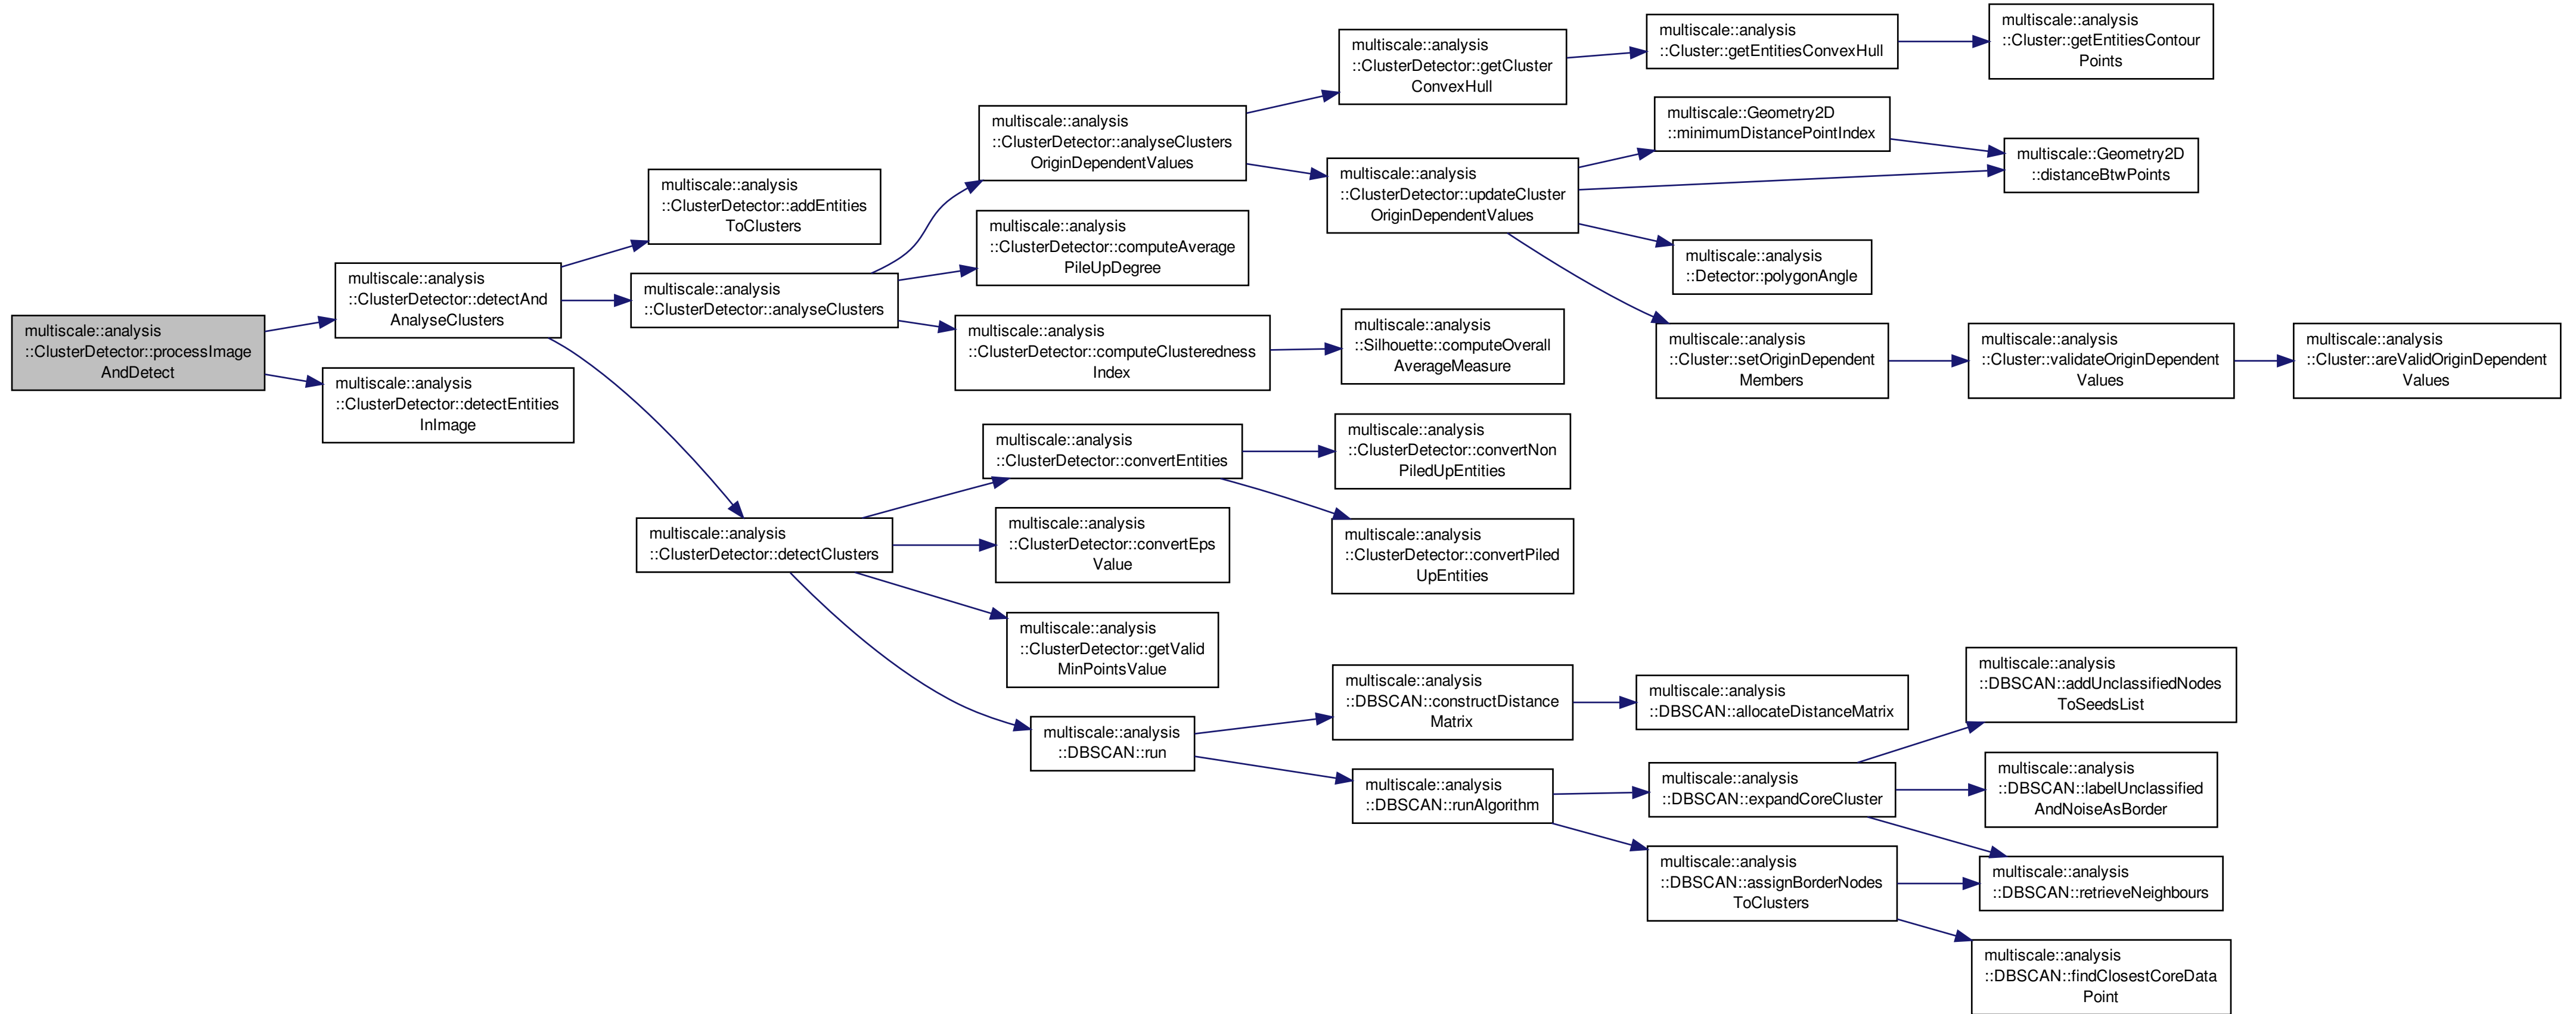 multiscale::analysis
::ClusterDetector::processImage
AndDetect
multiscale::analysis
::ClusterDetector::detectAnd
AnalyseClusters
multiscale::analysis
::ClusterDetector::detectEntities
InImage
multiscale::analysis
::ClusterDetector::addEntities
ToClusters
multiscale::analysis
::ClusterDetector::analyseClusters
multiscale::analysis
::ClusterDetector::detectClusters
multiscale::analysis
::ClusterDetector::analyseClusters
OriginDependentValues
multiscale::analysis
::ClusterDetector::computeAverage
PileUpDegree
multiscale::analysis
::ClusterDetector::computeClusteredness
Index
multiscale::analysis
::ClusterDetector::convertEntities
multiscale::analysis
::ClusterDetector::convertEps
Value
multiscale::analysis
::ClusterDetector::getValid
MinPointsValue
multiscale::analysis
::DBSCAN::run
multiscale::analysis
::ClusterDetector::getCluster
ConvexHull
multiscale::analysis
::ClusterDetector::updateCluster
OriginDependentValues
multiscale::analysis
::Silhouette::computeOverall
AverageMeasure
multiscale::analysis
::ClusterDetector::convertNon
PiledUpEntities
multiscale::analysis
::ClusterDetector::convertPiled
UpEntities
multiscale::analysis
::DBSCAN::constructDistance
Matrix
multiscale::analysis
::DBSCAN::runAlgorithm
multiscale::analysis
::Cluster::getEntitiesConvexHull
multiscale::Geometry2D
::minimumDistancePointIndex
multiscale::analysis
::Detector::polygonAngle
multiscale::analysis
::Cluster::setOriginDependent
Members
multiscale::analysis
::DBSCAN::allocateDistanceMatrix
multiscale::analysis
::DBSCAN::expandCoreCluster
multiscale::analysis
::DBSCAN::assignBorderNodes
ToClusters
multiscale::analysis
::Cluster::getEntitiesContour
Points
multiscale::Geometry2D
::distanceBtwPoints
multiscale::analysis
::Cluster::validateOriginDependent
Values
multiscale::analysis
::DBSCAN::addUnclassifiedNodes
ToSeedsList
multiscale::analysis
::DBSCAN::labelUnclassified
AndNoiseAsBorder
multiscale::analysis
::DBSCAN::retrieveNeighbours
multiscale::analysis
::DBSCAN::findClosestCoreData
Point
multiscale::analysis
::Cluster::areValidOriginDependent
Values